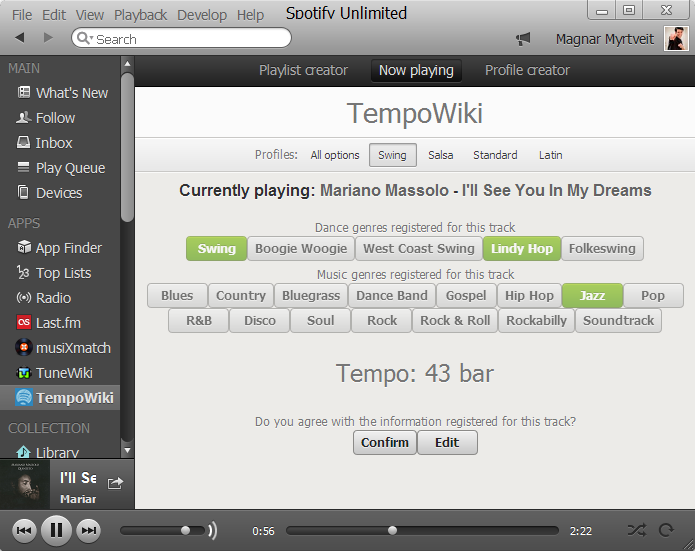 File Edit View Playback Develop Help Spotify Unlimited
Search Magnar Myrtveit
MAIN
What's New
Follow
Inbox
Play Queue
Devices
APPS
App Finder
Top Lists
Radio
Last.fm
musiXmatch
TuneWiki
TempoWiki
COLLECTION
Library
Playlist creator Now playing Profile creator
TempoWiki
Profiles: All options Swing Salsa Standard Latin
Currently playing: Mariano Massolo - I'll See You In My Dreams
Dance genres registered for this track
Swing Boogie Woogie West Coast Swing Lindy Hop Folkeswing
Music genres registered for this track
Blues Country Bluegrass Dance Band Gospel Hip Hop Jazz Pop
R&B Disco Soul Rock Rock & Roll Rockabilly Soundtrack
Tempo: 43 bar
Do you agree with the information registered for this track?
Confirm Edit
I'll Se
Marian
0:56 2:22